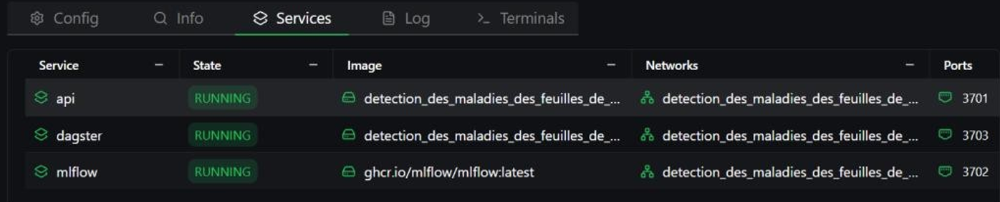 Config Info Services Log Terminals
Service State Image Networks Ports
api RUNNING detection_des_maladies_des_feuilles_de_... detection_des_maladies_des_feuilles_de_... 3701
dagster RUNNING detection_des_maladies_des_feuilles_de_... detection_des_maladies_des_feuilles_de_... 3703
mlflow RUNNING ghcr.io/mlflow/mlflow:latest detection_des_maladies_des_feuilles_de_... 3702